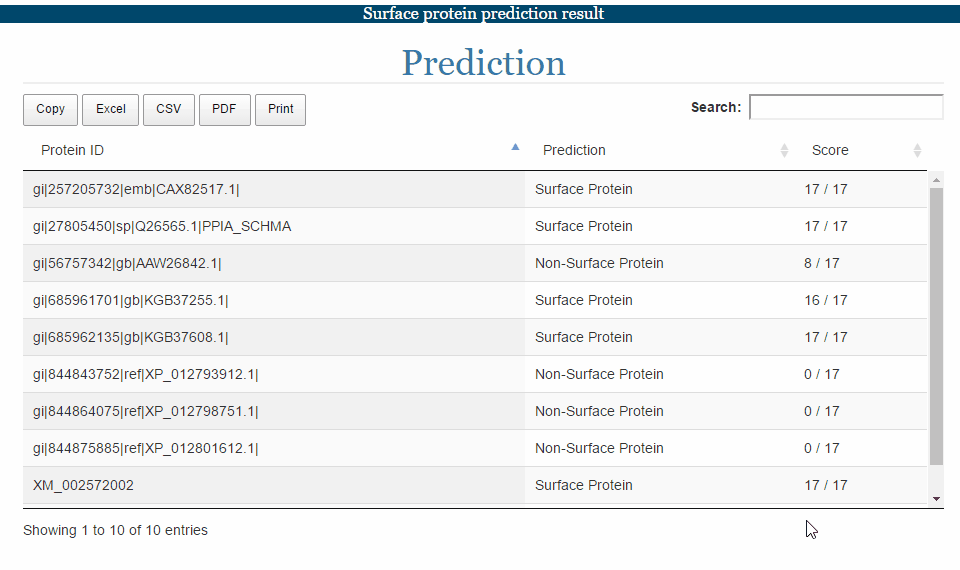 Surface protein prediction result
Prediction
Copy Excel CSV PDF Print Search:
Protein ID Prediction Score
gi|257205732|emb|CAX82517.1| Surface Protein 17 / 17
gi|27805450|sp|Q26565.1|PPIA_SCHMA Surface Protein 17 / 17
gi|56757342|gb|AAW26842.1| Non-Surface Protein 8 / 17
gi|685961701|gb|KGB37255.1| Surface Protein 16 / 17
gi|685962135|gb|KGB37608.1| Surface Protein 17 / 17
gi|844843752|ref|XP_012793912.1| Non-Surface Protein 0 / 17
gi|844864075|ref|XP_012798751.1| Non-Surface Protein 0 / 17
gi|844875885|ref|XP_012801612.1| Non-Surface Protein 0 / 17
XM_002572002 Surface Protein 17 / 17
Showing 1 to 10 of 10 entries